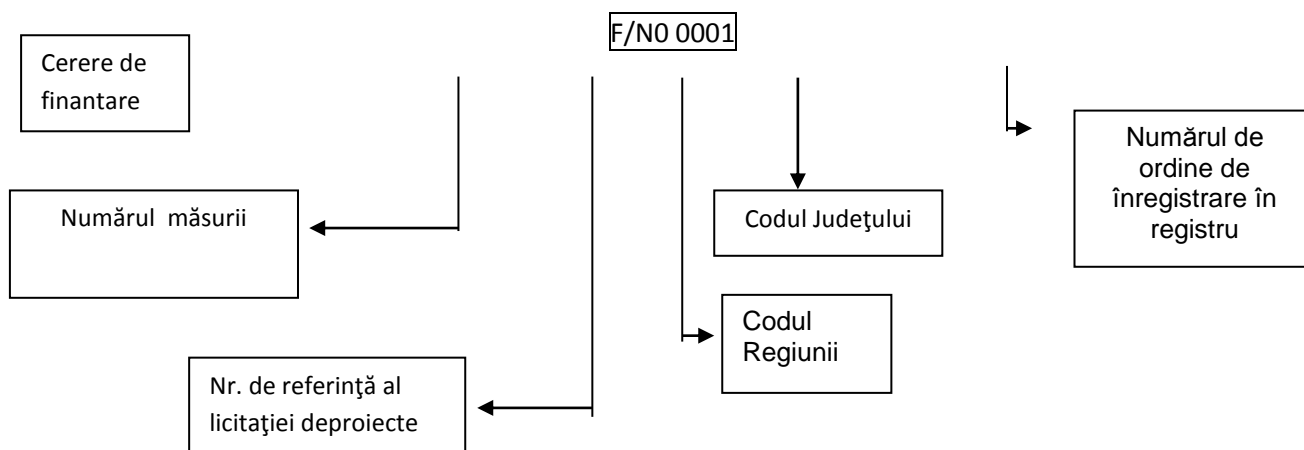 F/N0 0001
Cerere de
finantare
Numărul de
ordine de
înregistrare în
registru
Numărul măsurii
Codul Judeţului
Codul
Regiunii
Nr. de referinţă al
licitaţiei deproiecte